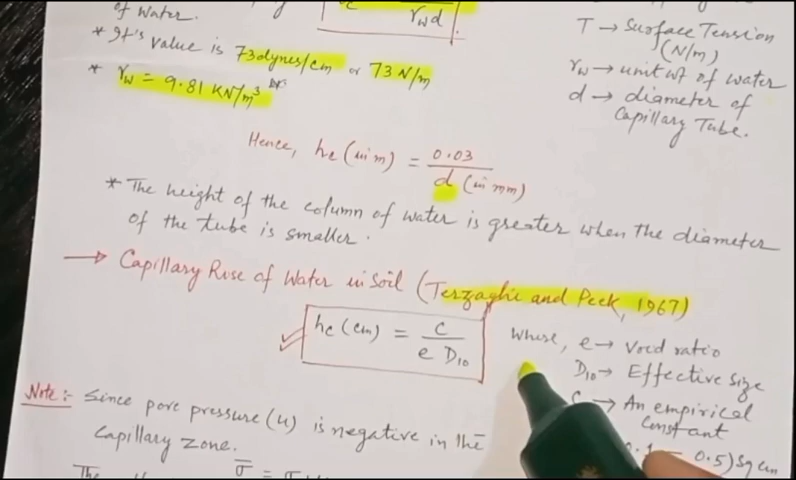 of Water.
γw d
* It's value is 73dynes/cm or 73 N/m
* γw = 9.81 KN/m³
T → Surface Tension
(N/m)
γw → unit wt of water
d → diameter of
Capillary Tube.
Hence, hc (in m) = 0.03 / d (in mm)
* The height of the column of water is greater when the diameter
of the tube is smaller.
→ Capillary Rise of Water in Soil (Terzaghi and Peck, 1967)
hc (cm) = C / e D10
Where, e → Void ratio
D10 → Effective Size
C → An empirical
Constant
0.5) Sq cm
Note :- Since pore pressure (u) is negative in the
Capillary zone.
The
σ̄ = σ